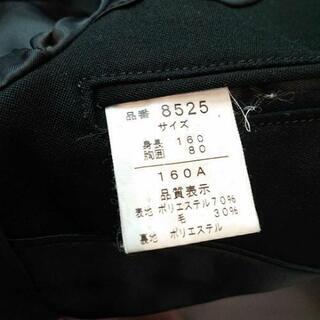 品番 8525
サイズ
身長 160
胸囲 80
160A
品質表示
表地 ポリエステル70%
毛 30%
裏地 ポリエステル